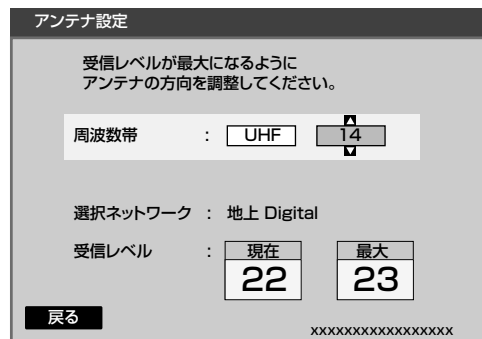 アンテナ設定
受信レベルが最大になるように
アンテナの方向を調整してください。
周波数帯 : UHF 14
選択ネットワーク : 地上 Digital
受信レベル : 現在 最大
22 23
戻る
xxxxxxxxxxxxxxxxx